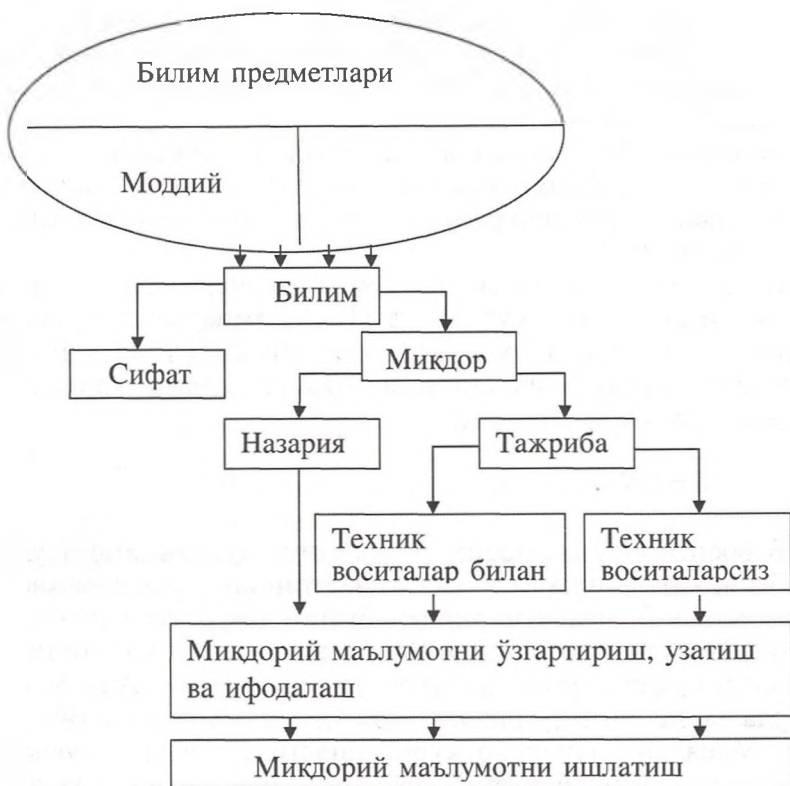 Билим предметлари
Моддий
Билим
Сифат
Миқдор
Назария
Тажриба
Техник
воситалар билан
Техник
воситаларсиз
Миқдорий маълумотни ўзгартириш, узатиш
ва ифодалаш
Миқдорий маълумотни ишлатиш